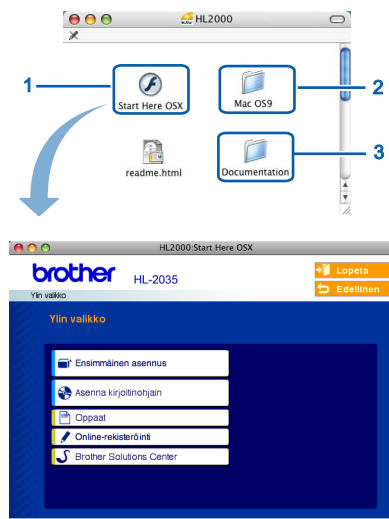 HL2000
1
Start Here OSX
Mac OS9
2
readme.html
Documentation
3
HL2000:Start Here OSX
brother HL-2035
Lopeta
Edellinen
Ylin valikko
Ylin valikko
Ensimmäinen asennus
Asenna kirjoitinohjain
Oppaat
Online-rekisteröinti
Brother Solutions Center